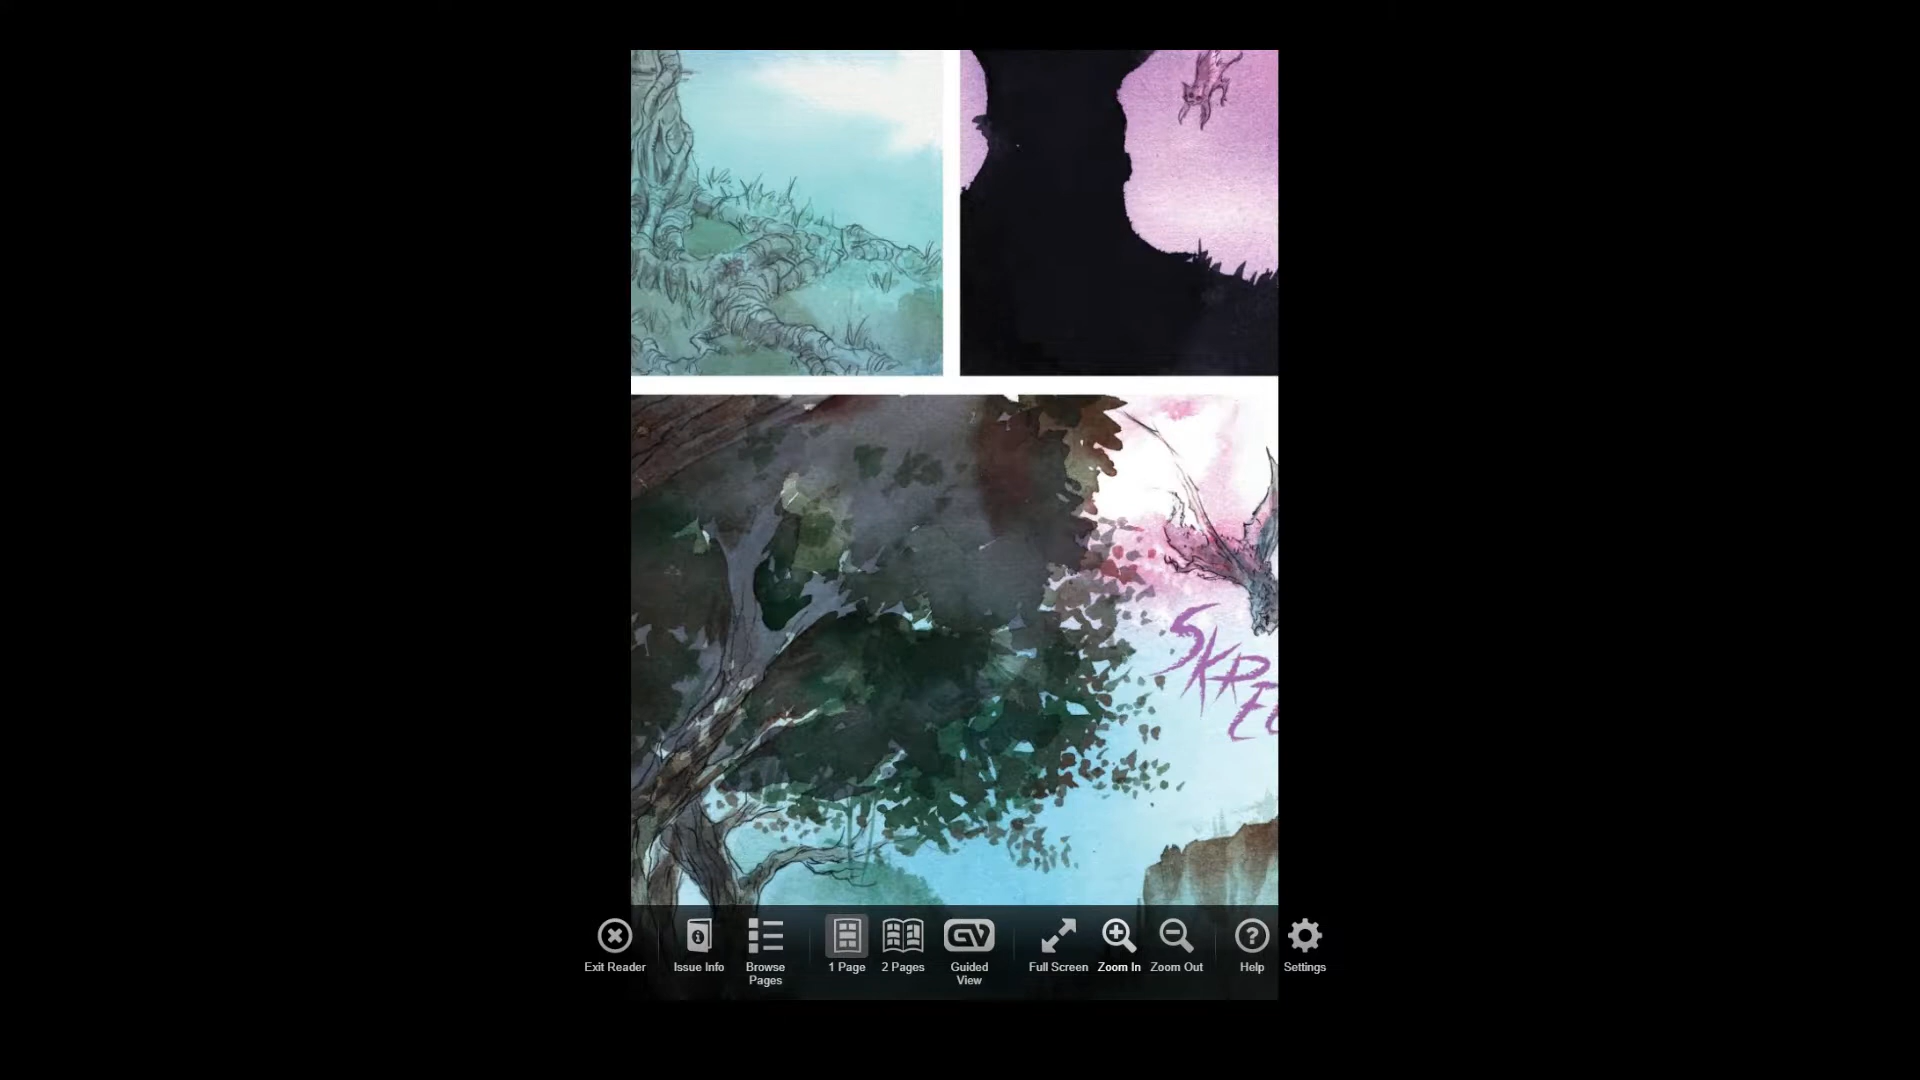 SKRE
Exit Reader
Issue Info
Browse
Pages
1 Page
2 Pages
GV
Guided
View
Full Screen
Zoom In
Zoom Out
?
Help
Settings